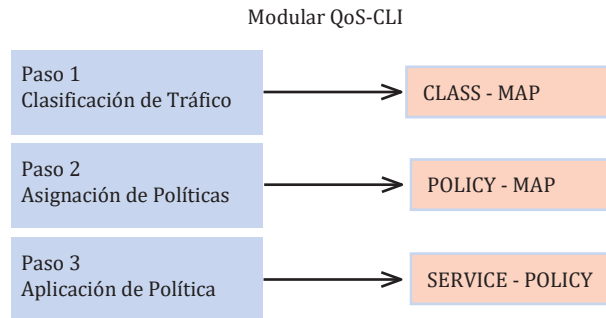 Modular QoS-CLI
Paso 1
Clasificación de Tráfico
CLASS - MAP
Paso 2
Asignación de Políticas
POLICY - MAP
Paso 3
Aplicación de Política
SERVICE - POLICY